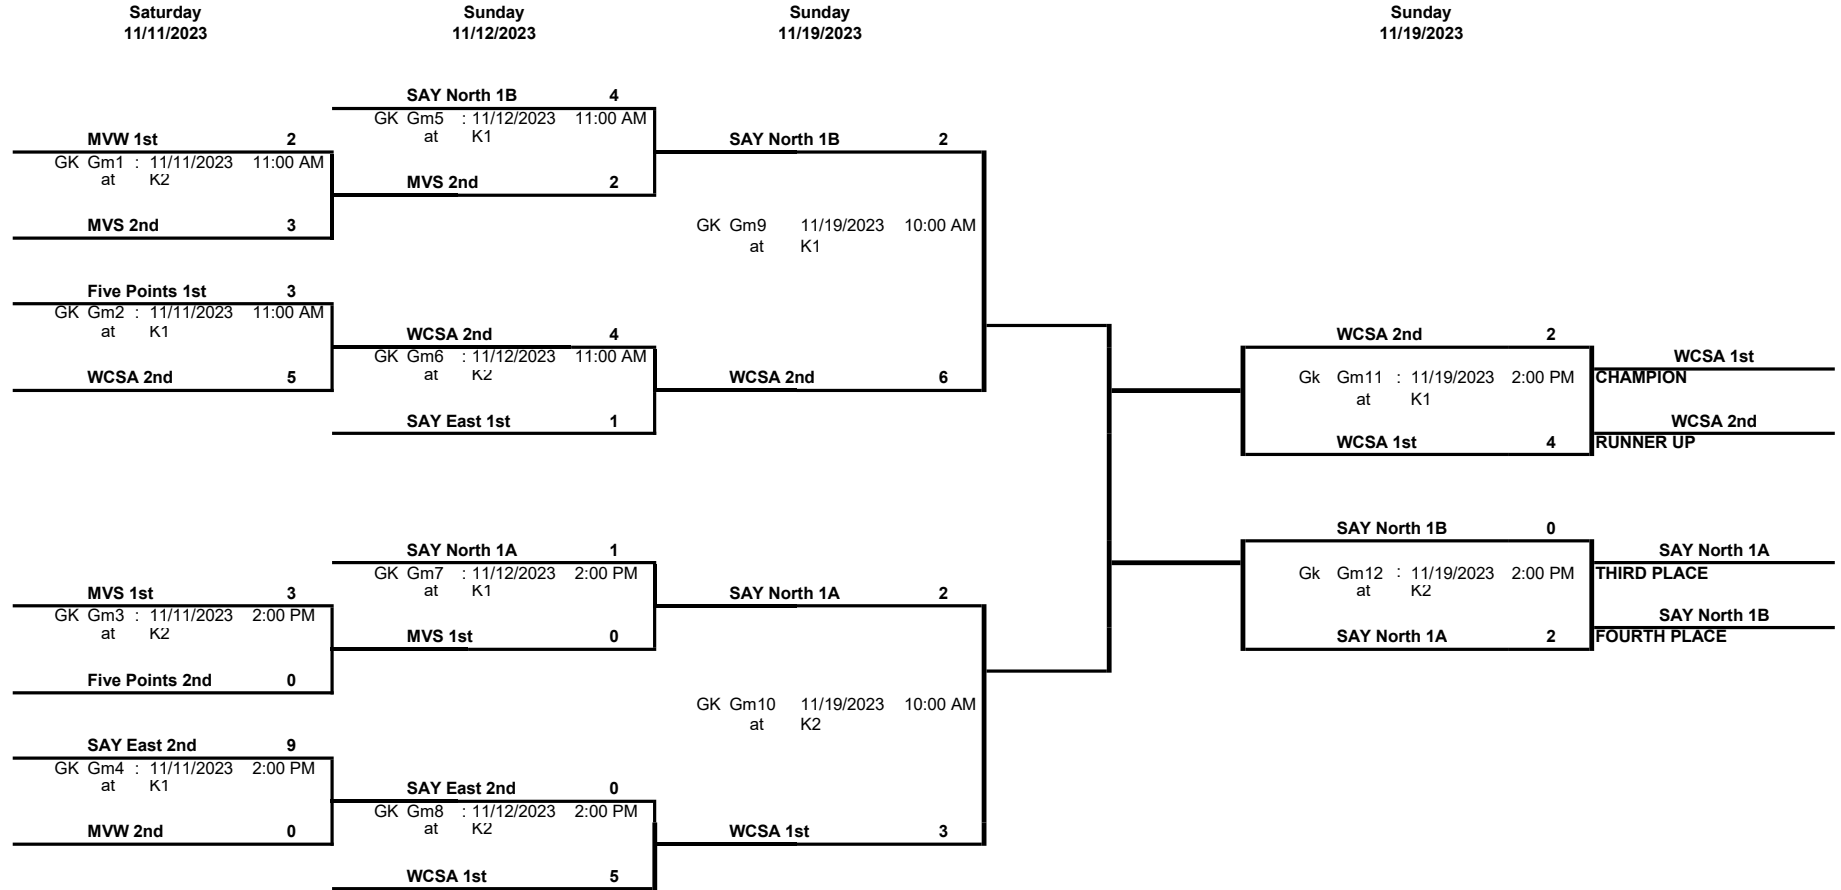 Saturday Sunday Sunday Sunday
11/11/2023 11/12/2023 11/19/2023 11/19/2023
SAY North 1B 4
GK Gm5 : 11/12/2023 11:00 AM
at K1
MVW 1st 2
SAY North 1B 2
GK Gm1 : 11/11/2023 11:00 AM
at K2
MVS 2nd 2
MVS 2nd 3
GK Gm9 11/19/2023 10:00 AM
at K1
Five Points 1st 3
GK Gm2 : 11/11/2023 11:00 AM
at K1
WCSA 2nd 4
WCSA 2nd 2
GK Gm6 : 11/12/2023 11:00 AM
at K2
WCSA 1st
WCSA 2nd 5
WCSA 2nd 6
Gk Gm11 : 11/19/2023 2:00 PM
CHAMPION
at K1
SAY East 1st 1
WCSA 2nd
WCSA 1st 4
RUNNER UP
SAY North 1B 0
SAY North 1A 1
SAY North 1A
GK Gm7 : 11/12/2023 2:00 PM
at K1
Gk Gm12 : 11/19/2023 2:00 PM
THIRD PLACE
at K2
MVS 1st 3
SAY North 1A 2
GK Gm3 : 11/11/2023 2:00 PM
at K2
SAY North 1B
MVS 1st 0
SAY North 1A 2
FOURTH PLACE
Five Points 2nd 0
GK Gm10 11/19/2023 10:00 AM
at K2
SAY East 2nd 9
GK Gm4 : 11/11/2023 2:00 PM
at K1
SAY East 2nd 0
GK Gm8 : 11/12/2023 2:00 PM
at K2
MVW 2nd 0
WCSA 1st 3
WCSA 1st 5